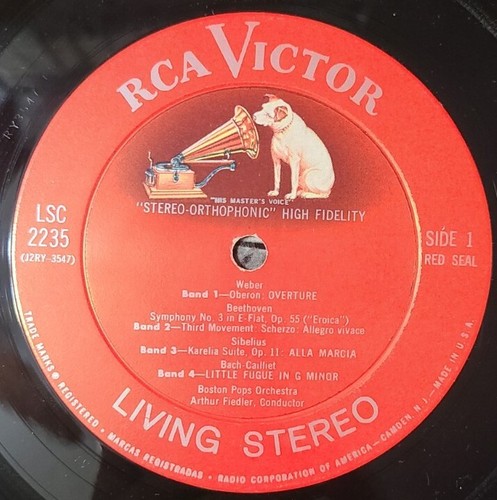 RCA VICTOR
"HIS MASTER'S VOICE"
"STEREO-ORTHOPHONIC" HIGH FIDELITY
LSC
2235
(J2RY-3547)
SIDE 1
RED SEAL
Weber
Band 1—Oberon: OVERTURE
Beethoven
Symphony No. 3 in E-Flat, Op. 55 ("Eroica")
Band 2—Third Movement: Scherzo; Allegro vivace
Sibelius
Band 3—Karelia Suite, Op. 11: ALLA MARCIA
Bach-Cailliet
Band 4—LITTLE FUGUE IN G MINOR
Boston Pops Orchestra
Arthur Fiedler, Conductor
LIVING STEREO
TRADE MARKS ® REGISTERED • MARCAS REGISTRADAS • RADIO CORPORATION OF AMERICA—CAMDEN, N.J.—MADE IN U.S.A.